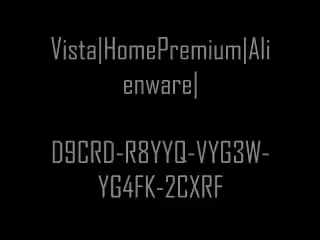 Vista|HomePremium|Ali
enware|
D9CRD-R8YYQ-VYG3W-
YG4FK-2CXRF